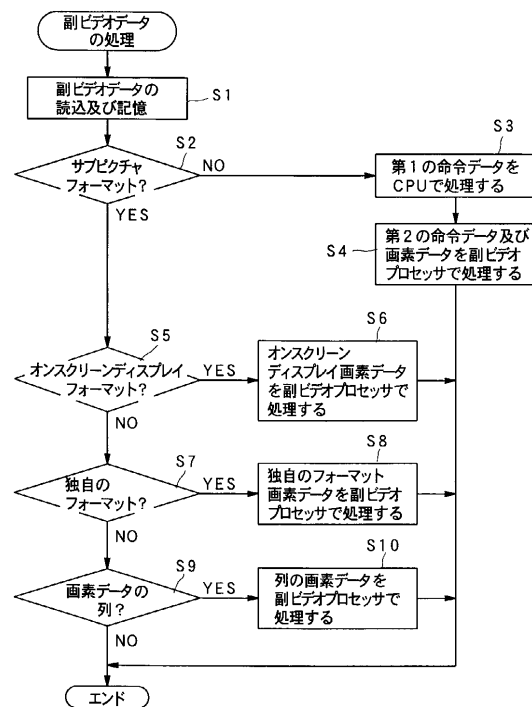 副ビデオデータ
の処理
副ビデオデータの
読込及び記憶
S1
S2
サブピクチャ
フォーマット?
NO
YES
S3
第1の命令データを
CPUで処理する
S4
第2の命令データ及び
画素データを副ビデオ
プロセッサで処理する
S5
オンスクリーンディスプレイ
フォーマット?
YES
NO
S6
オンスクリーン
ディスプレイ画素データ
を副ビデオプロセッサで
処理する
S7
独自の
フォーマット?
YES
NO
S8
独自のフォーマット
画素データを副ビデオ
プロセッサで処理する
S9
画素データの
列?
YES
NO
S10
列の画素データを
副ビデオプロセッサで
処理する
エンド